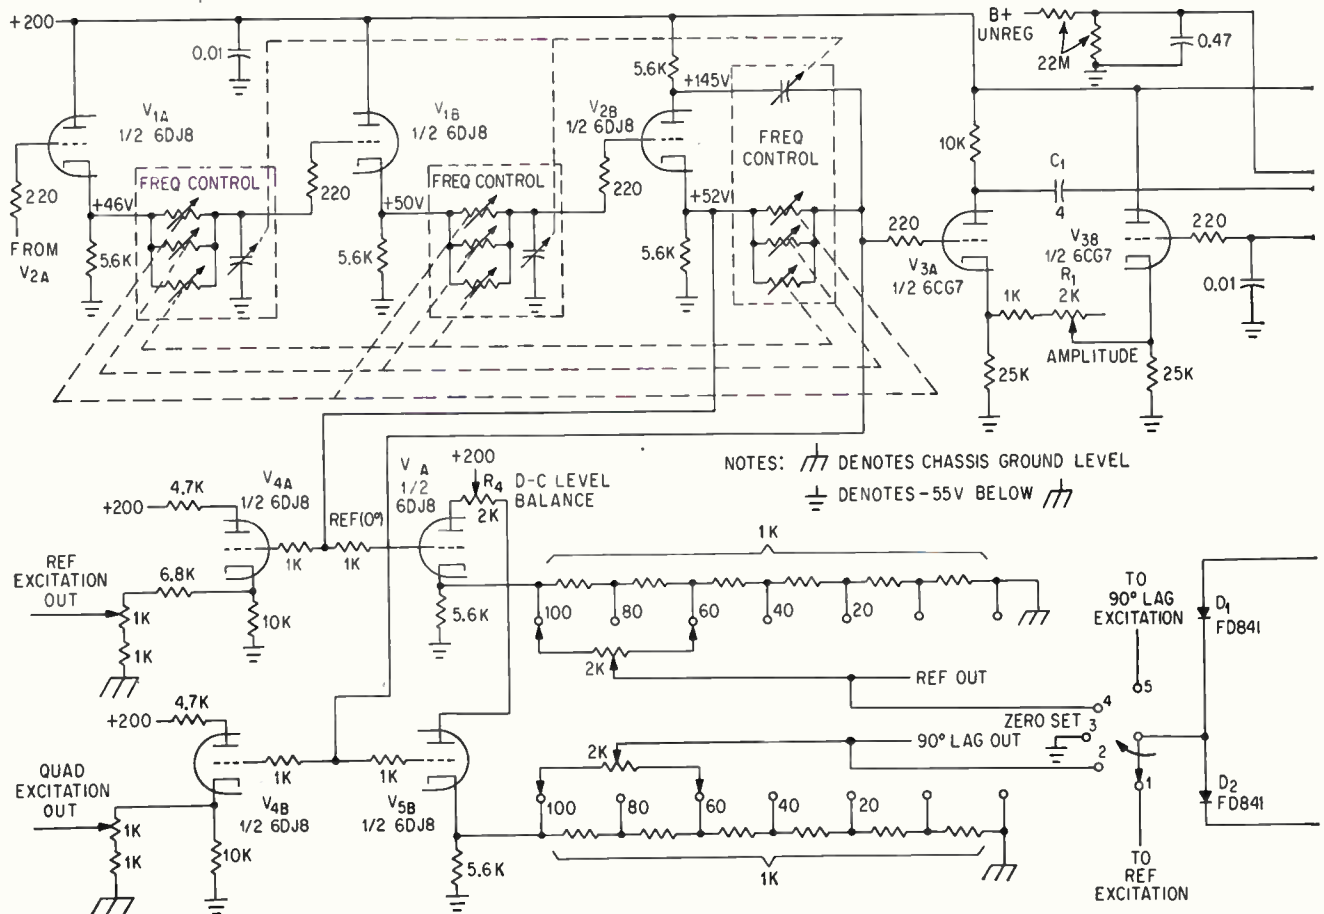 +200
B+
UNREG
22M
0.47
0.01
5.6K
+145V
V1A
1/2 6DJ8
V1B
1/2 6DJ8
V2B
1/2 6DJ8
FREQ
CONTROL
10K
C1
4
220
FROM
V2A
+46V
FREQ CONTROL
5.6K
220
+50V
FREQ CONTROL
5.6K
220
+52V
5.6K
220
V3A
1/2 6CG7
V3B
1/2 6CG7
220
0.01
1K
R1
2K
AMPLITUDE
25K
25K
NOTES: DENOTES CHASSIS GROUND LEVEL
DENOTES -55V BELOW
+200
4.7K
V4A
1/2 6DJ8
REF (0°)
1K
1K
V A
1/2
6DJ8
+200
R4
2K
D-C LEVEL
BALANCE
REF
EXCITATION
OUT
6.8K
1K
1K
10K
5.6K
1K
100
80
60
40
20
2K
REF OUT
TO
90° LAG
EXCITATION
D1
FD841
5
4
ZERO SET 3
2
1
+200
4.7K
QUAD
EXCITATION
OUT
1K
1K
V4B
1/2 6DJ8
10K
1K
1K
V5B
1/2 6DJ8
5.6K
2K
90° LAG OUT
100
80
60
40
20
1K
D2
FD841
TO
REF
EXCITATION